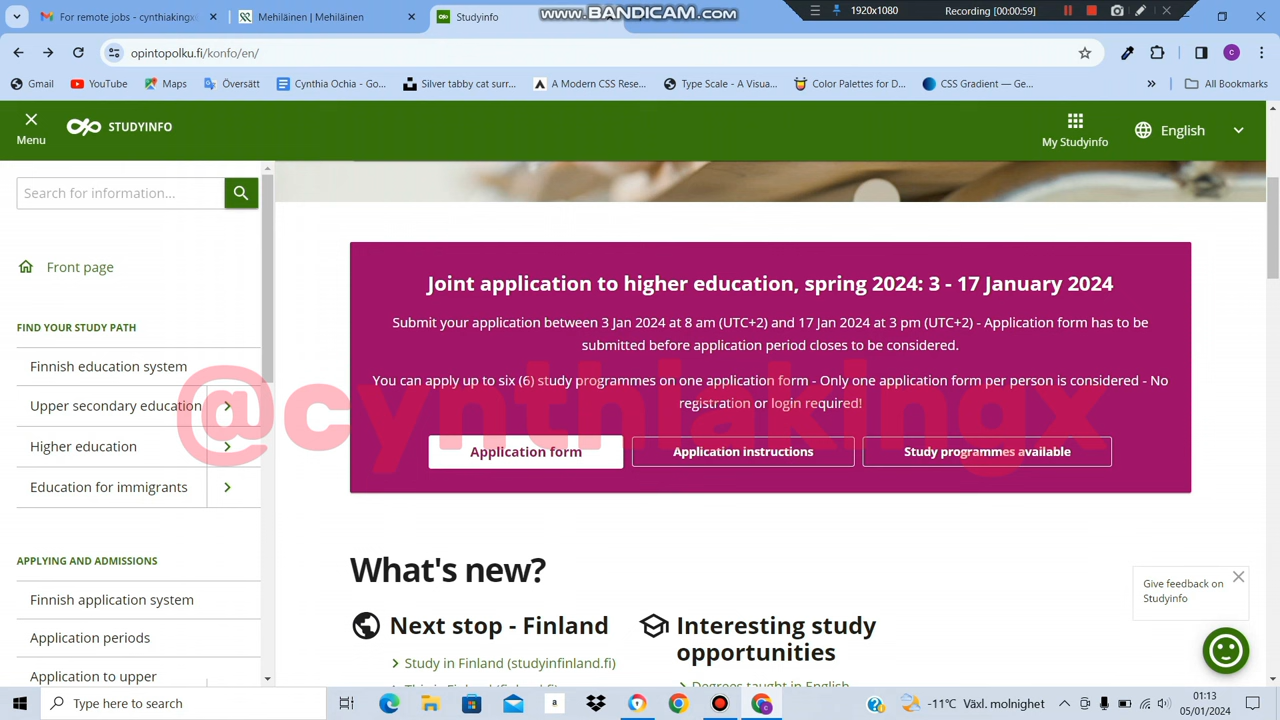 For remote posts - cynthiakingx
Mehiläinen | Mehiläinen
Studyinfo
www.BANDICAM.com
1920x1080
Recording [00:00:59]
opintopolku.fi/konfo/en/
c
Gmail
YouTube
Maps
Översätt
Cynthia Ochia - Go...
Silver tabby cat surr...
A Modern CSS Rese...
Type Scale - A Visua...
Color Palettes for D...
CSS Gradient — Ge...
All Bookmarks
Menu
STUDYINFO
My Studyinfo
English
Search for information...
Front page
FIND YOUR STUDY PATH
Finnish education system
Upper secondary education
Higher education
Education for immigrants
APPLYING AND ADMISSIONS
Finnish application system
Application periods
Application to upper
Joint application to higher education, spring 2024: 3 - 17 January 2024
Submit your application between 3 Jan 2024 at 8 am (UTC+2) and 17 Jan 2024 at 3 pm (UTC+2) - Application form has to be
submitted before application period closes to be considered.
You can apply up to six (6) study programmes on one application form - Only one application form per person is considered - No
registration or login required!
Application form
Application instructions
Study programmes available
@cynthiakingx
What's new?
Next stop - Finland
Study in Finland (studyinfinland.fi)
Interesting study
opportunities
Degrees taught in English
Give feedback on
Studyinfo
Type here to search
-11°C Växl. molnighet
01:13
05/01/2024